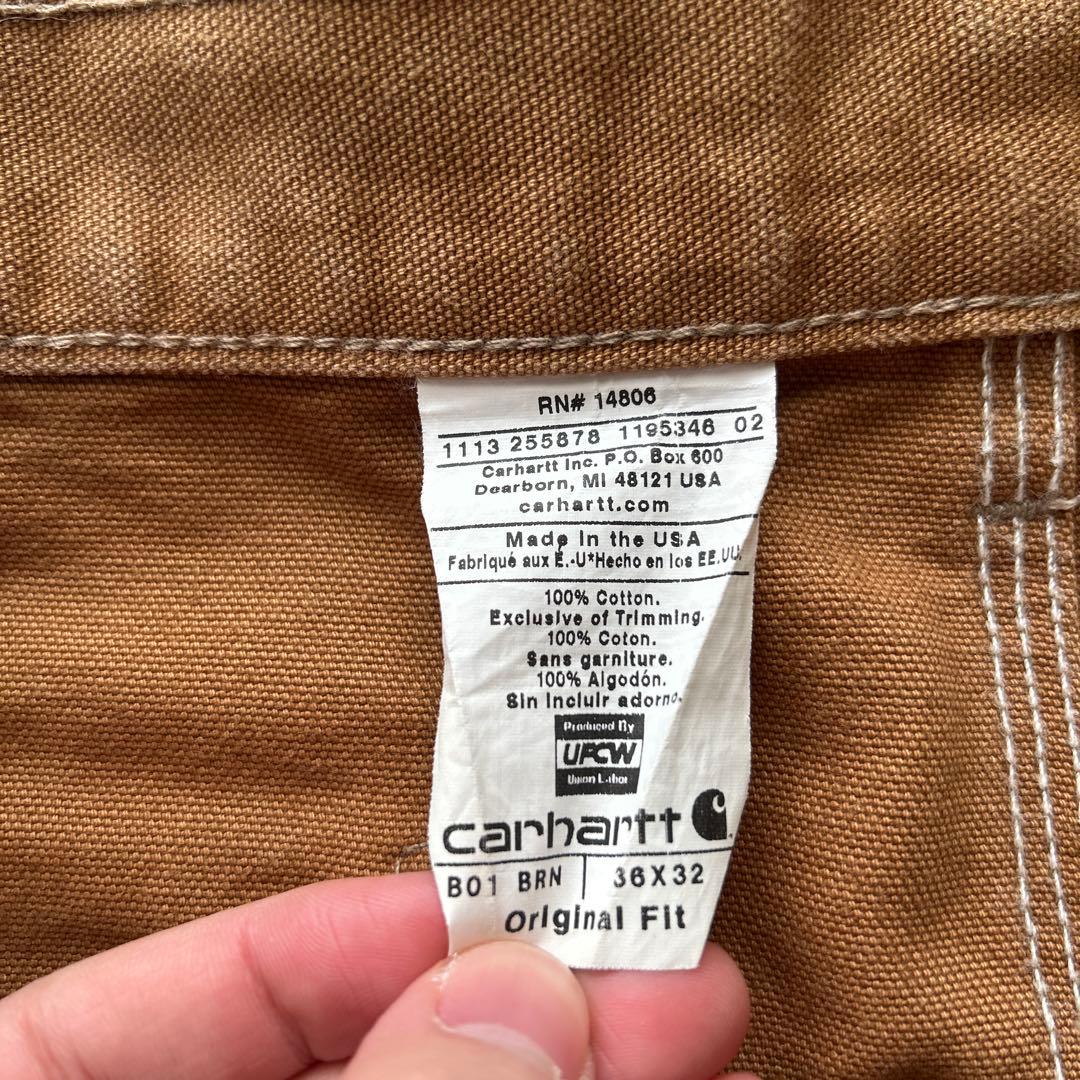 RN# 14806
1113 255878 1195346 02
Carhartt Inc. P.O. Box 600
Dearborn, MI 48121 USA
carhartt.com
Made in the USA
Fabriqué aux É.-U*Hecho en los EE.UU.
100% Cotton.
Exclusive of Trimming.
100% Coton.
Sans garniture.
100% Algodón.
Sin incluir adorno.
Produced By
UFCW
Union Labor
carhartt
B01 BRN 36X32
Original Fit